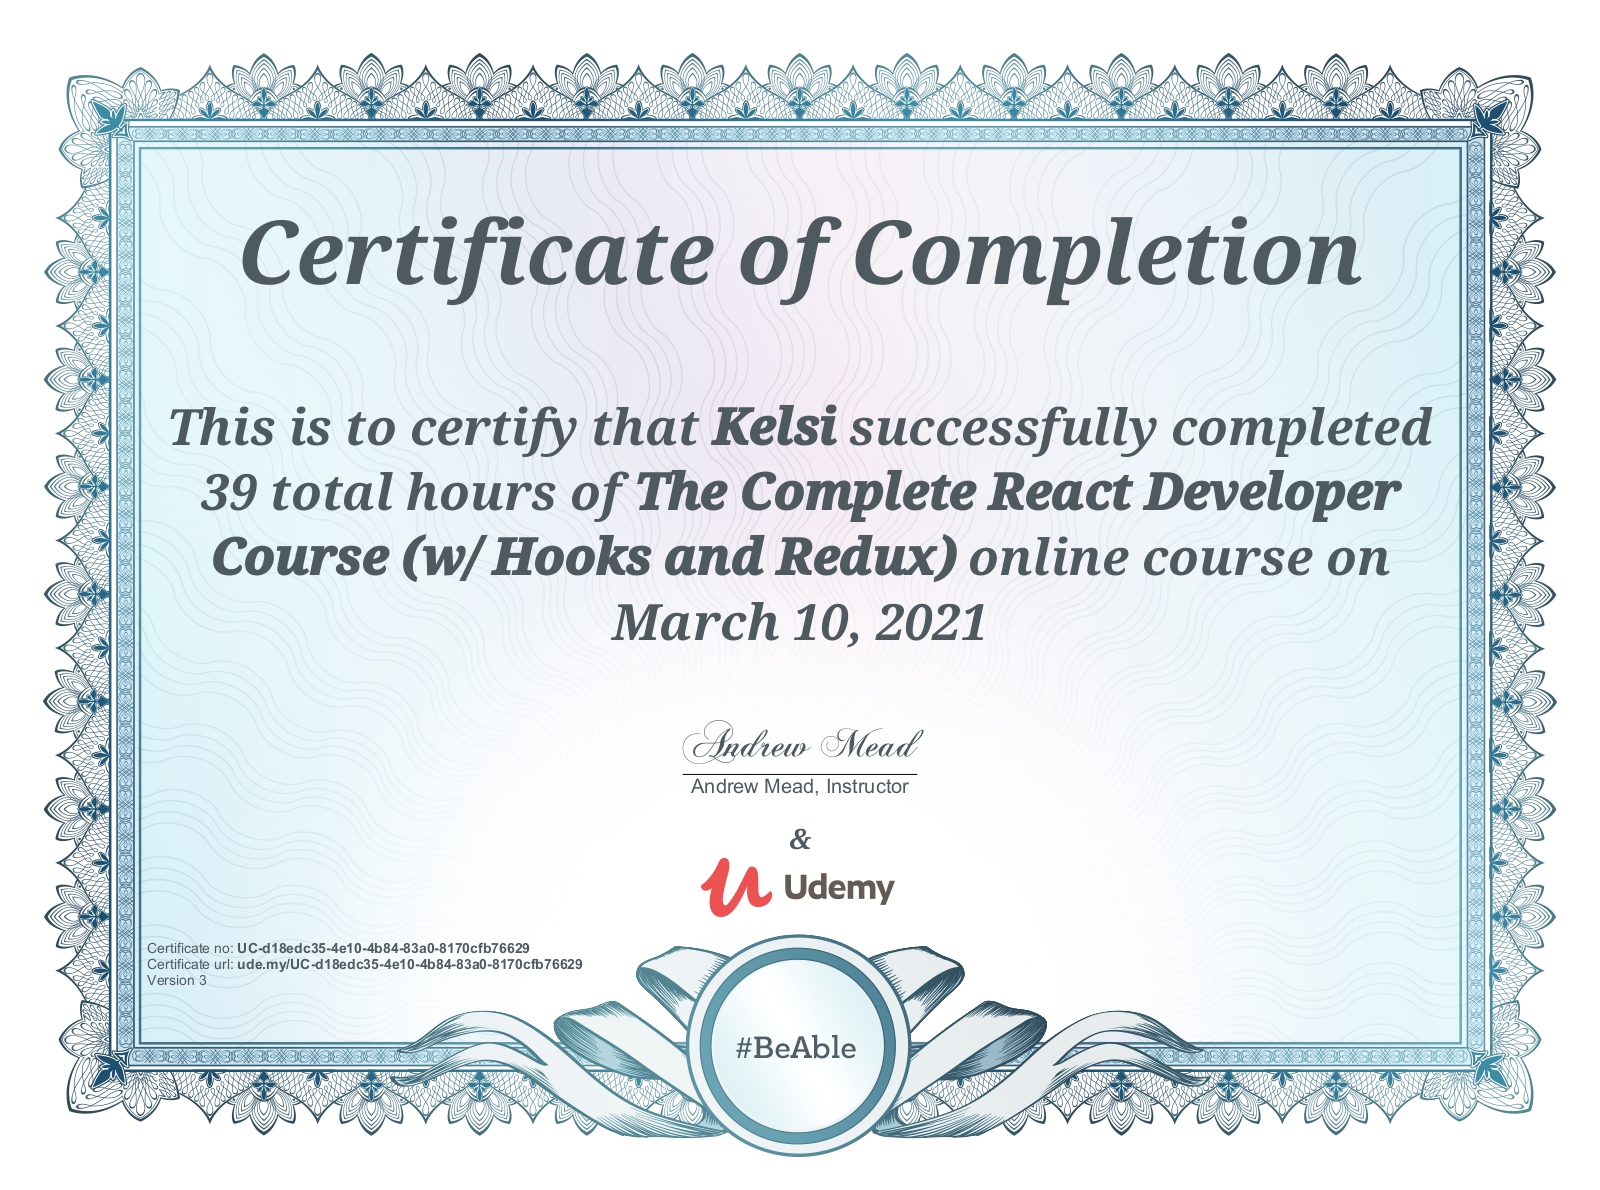 Certificate of Completion
This is to certify that Kelsi successfully completed
39 total hours of The Complete React Developer
Course (w/ Hooks and Redux) online course on
March 10, 2021
Andrew Mead
Andrew Mead, Instructor
&
Udemy
Certificate no: UC-d18edc35-4e10-4b84-83a0-8170cfb76629
Certificate url: ude.my/UC-d18edc35-4e10-4b84-83a0-8170cfb76629
Version 3
#BeAble